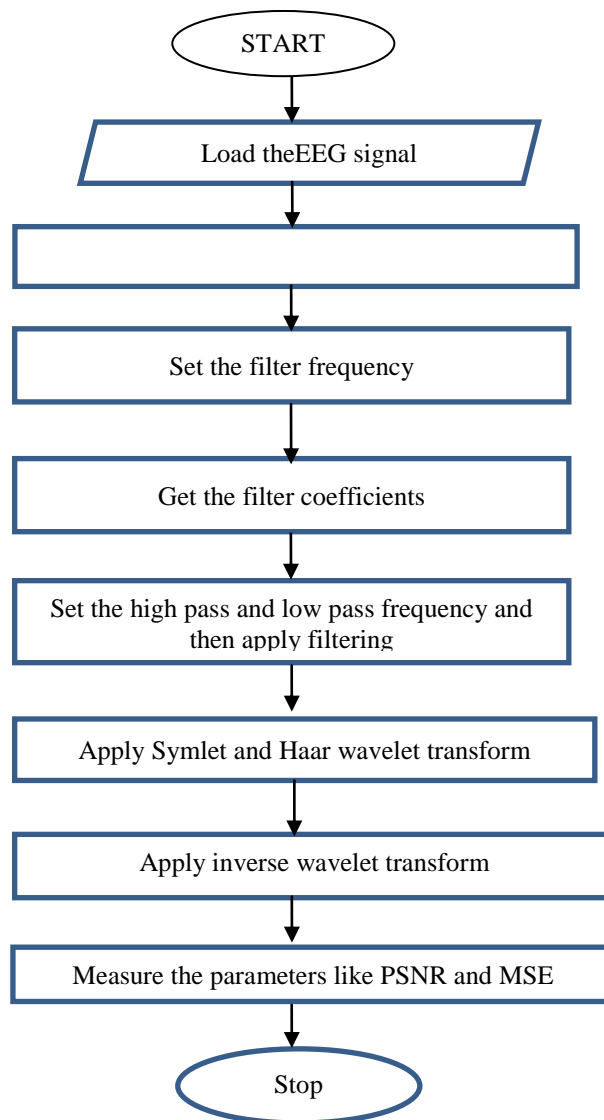 START
Load theEEG signal
Set the filter frequency
Get the filter coefficients
Set the high pass and low pass frequency and
then apply filtering
Apply Symlet and Haar wavelet transform
Apply inverse wavelet transform
Measure the parameters like PSNR and MSE
Stop